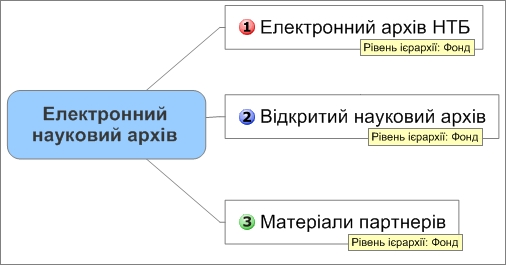 Електронний
науковий архів
1 Електронний архів НТБ
Рівень ієрархії: Фонд
2 Відкритий науковий архів
Рівень ієрархії: Фонд
3 Матеріали партнерів
Рівень ієрархії: Фонд